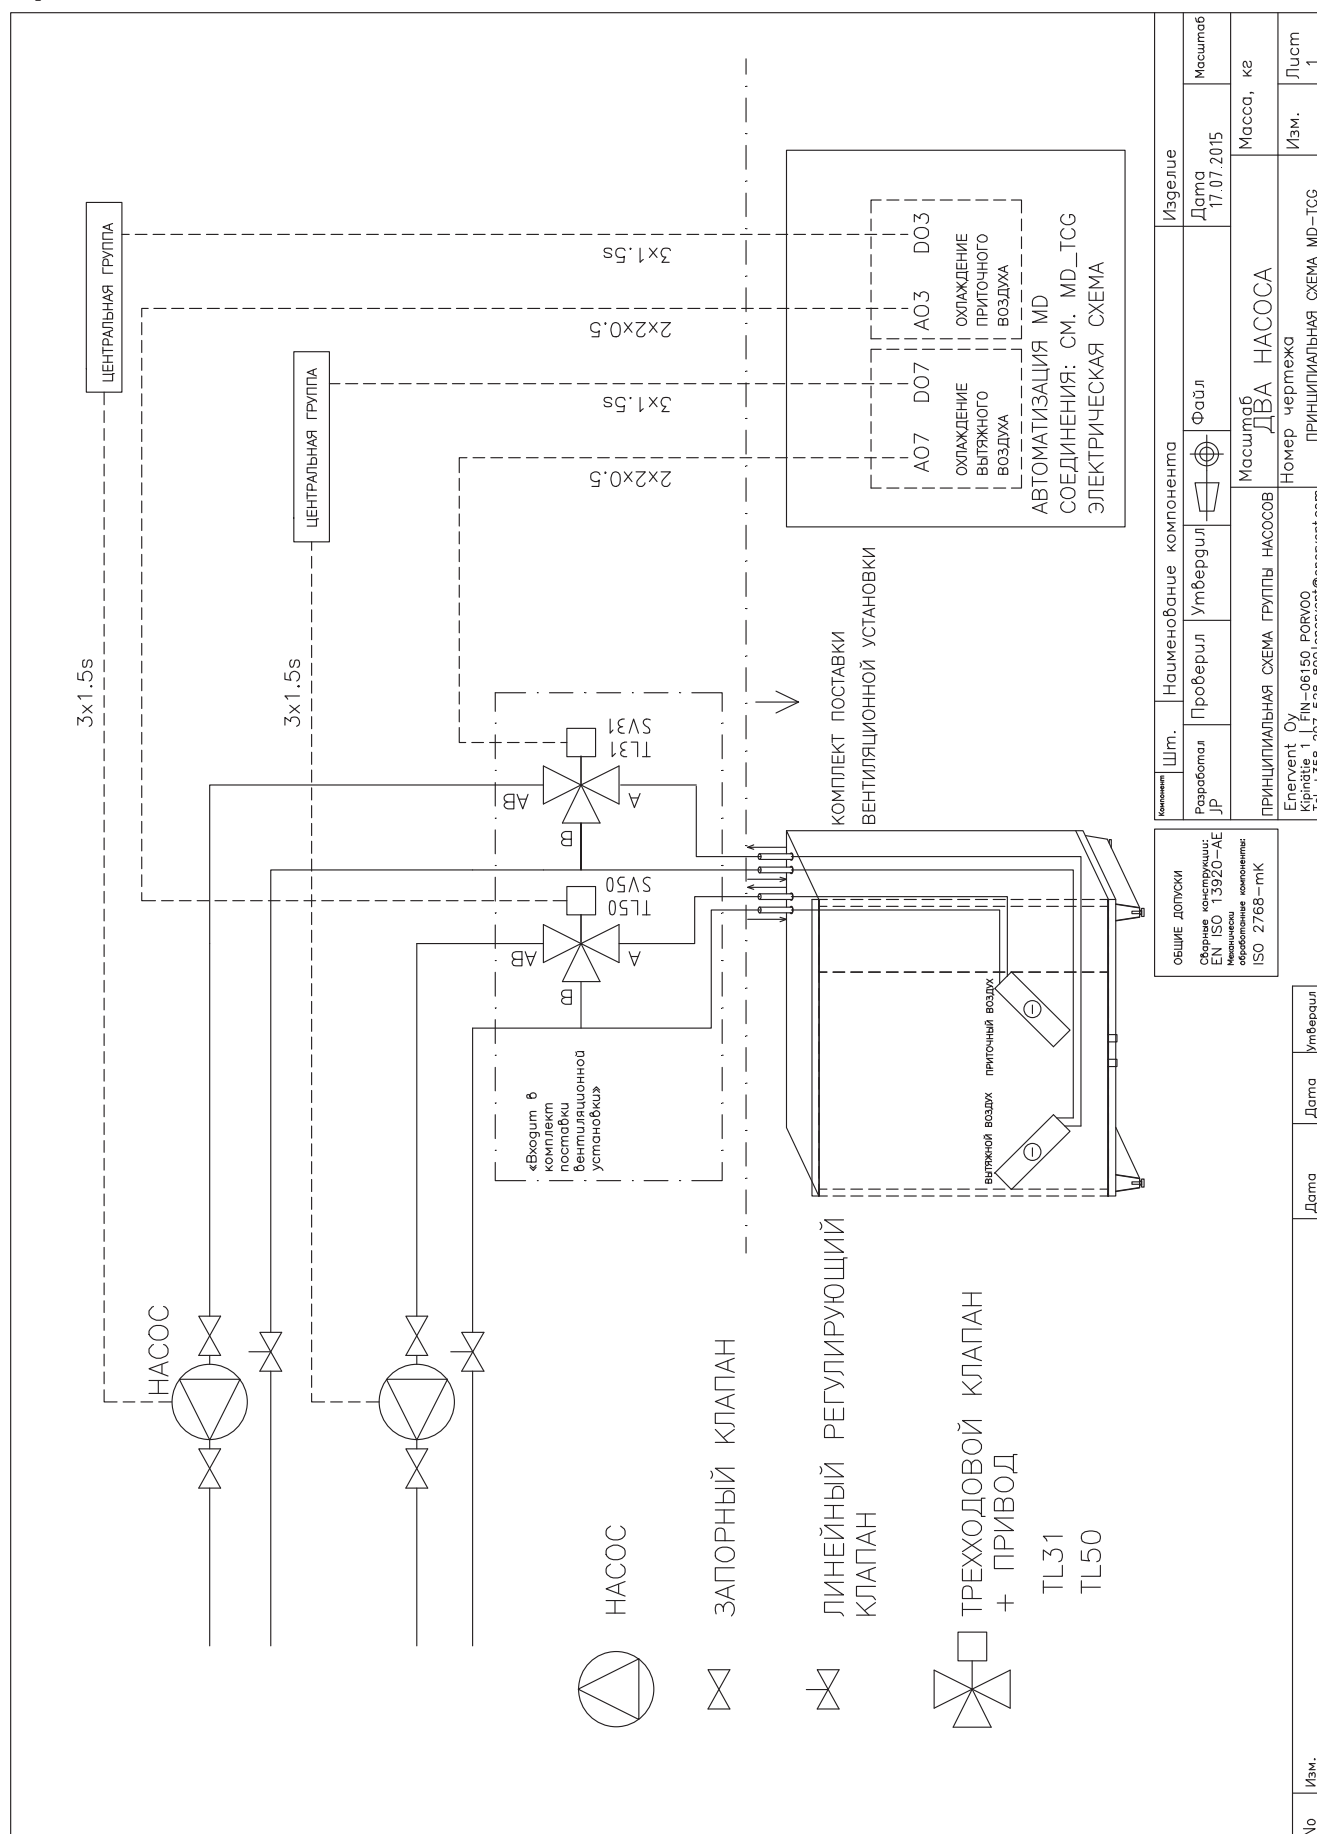 ЦЕНТРАЛЬНАЯ ГРУППА
ЦЕНТРАЛЬНАЯ ГРУППА
3x1.5s
3x1.5s
НАСОС
3x1.5s
2x2x0.5
3x1.5s
2x2x0.5
AO7
DO7
AO3
DO3
ОХЛАЖДЕНИЕ
ВЫТЯЖНОГО
ВОЗДУХА
ОХЛАЖДЕНИЕ
ПРИТОЧНОГО
ВОЗДУХА
АВТОМАТИЗАЦИЯ MD
СОЕДИНЕНИЯ: СМ. MD_TCG
ЭЛЕКТРИЧЕСКАЯ СХЕМА
AB
A
B
TL31
SV31
AB
A
B
TL50
SV50
«Входит в
комплект
поставки
вентиляционной
установки»
КОМПЛЕКТ ПОСТАВКИ
ВЕНТИЛЯЦИОННОЙ УСТАНОВКИ
ВЫТЯЖНОЙ ВОЗДУХ
ПРИТОЧНЫЙ ВОЗДУХ
НАСОС
ЗАПОРНЫЙ КЛАПАН
ЛИНЕЙНЫЙ РЕГУЛИРУЮЩИЙ
КЛАПАН
ТРЕХХОДОВОЙ КЛАПАН
+ ПРИВОД
TL31
TL50
ОБЩИЕ ДОПУСКИ
Сварные конструкции:
EN ISO 13920-AE
Механически
обработанные компоненты:
ISO 2768-mK
Компонент
Шт.
Наименование компонента
Изделие
Разработал
JP
Проверил
Утвердил
Файл
Дата
17.07.2015
Масштаб
ПРИНЦИПИАЛЬНАЯ СХЕМА ГРУППЫ НАСОСОВ
Масштаб
ДВА НАСОСА
Масса, кг
Enervent Oy
Kipinätie 1 | FIN-06150 PORVOO
Номер чертежа
ПРИНЦИПИАЛЬНАЯ СХЕМА MD-TCG
Изм.
Лист
1
No
Изм.
Дата
Дата
Утвердил